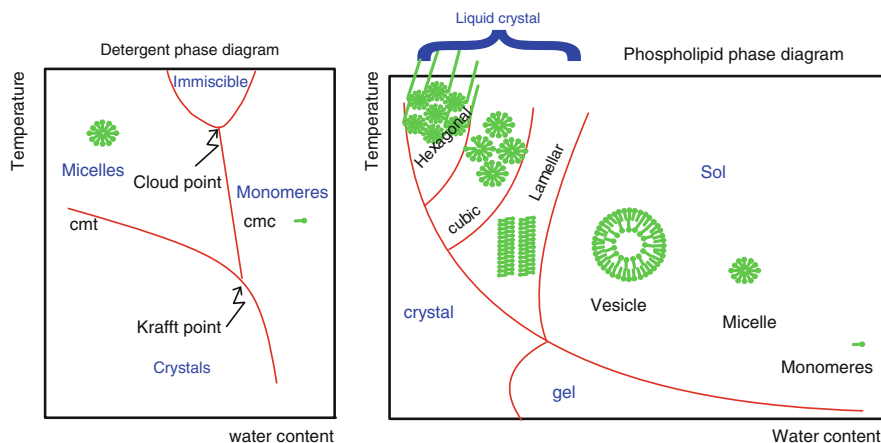 Detergent phase diagram
Temperature
Immiscible
Micelles
Cloud point
Monomeres
cmc
cmt
Krafft point
Crystals
water content
Liquid crystal
Phospholipid phase diagram
Temperature
Hexagonal
cubic
Lamellar
Sol
Vesicle
crystal
Micelle
Monomeres
gel
Water content